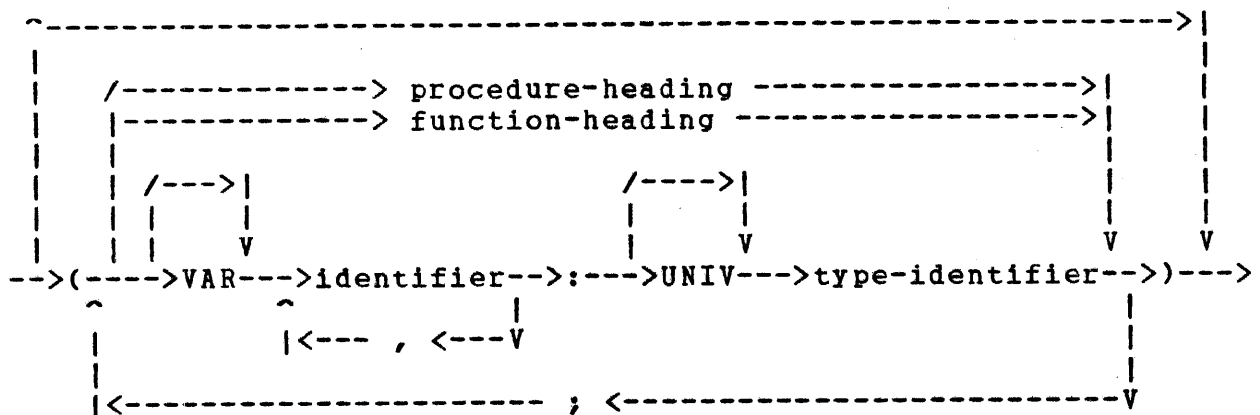 ^---------------------------------------------------------------->|
| |
| /-------------> procedure-heading ------------------->| |
| |-------------> function-heading -------------------->| |
| | | |
| | /--->| /---->| | |
| | | | | | | |
| | | V | V V V
-->(---->VAR--->identifier-->:--->UNIV--->type-identifier-->)--->
^ ^ | |
| |<--- , <---V |
| |
|<----------------------- ; <---------------------------V